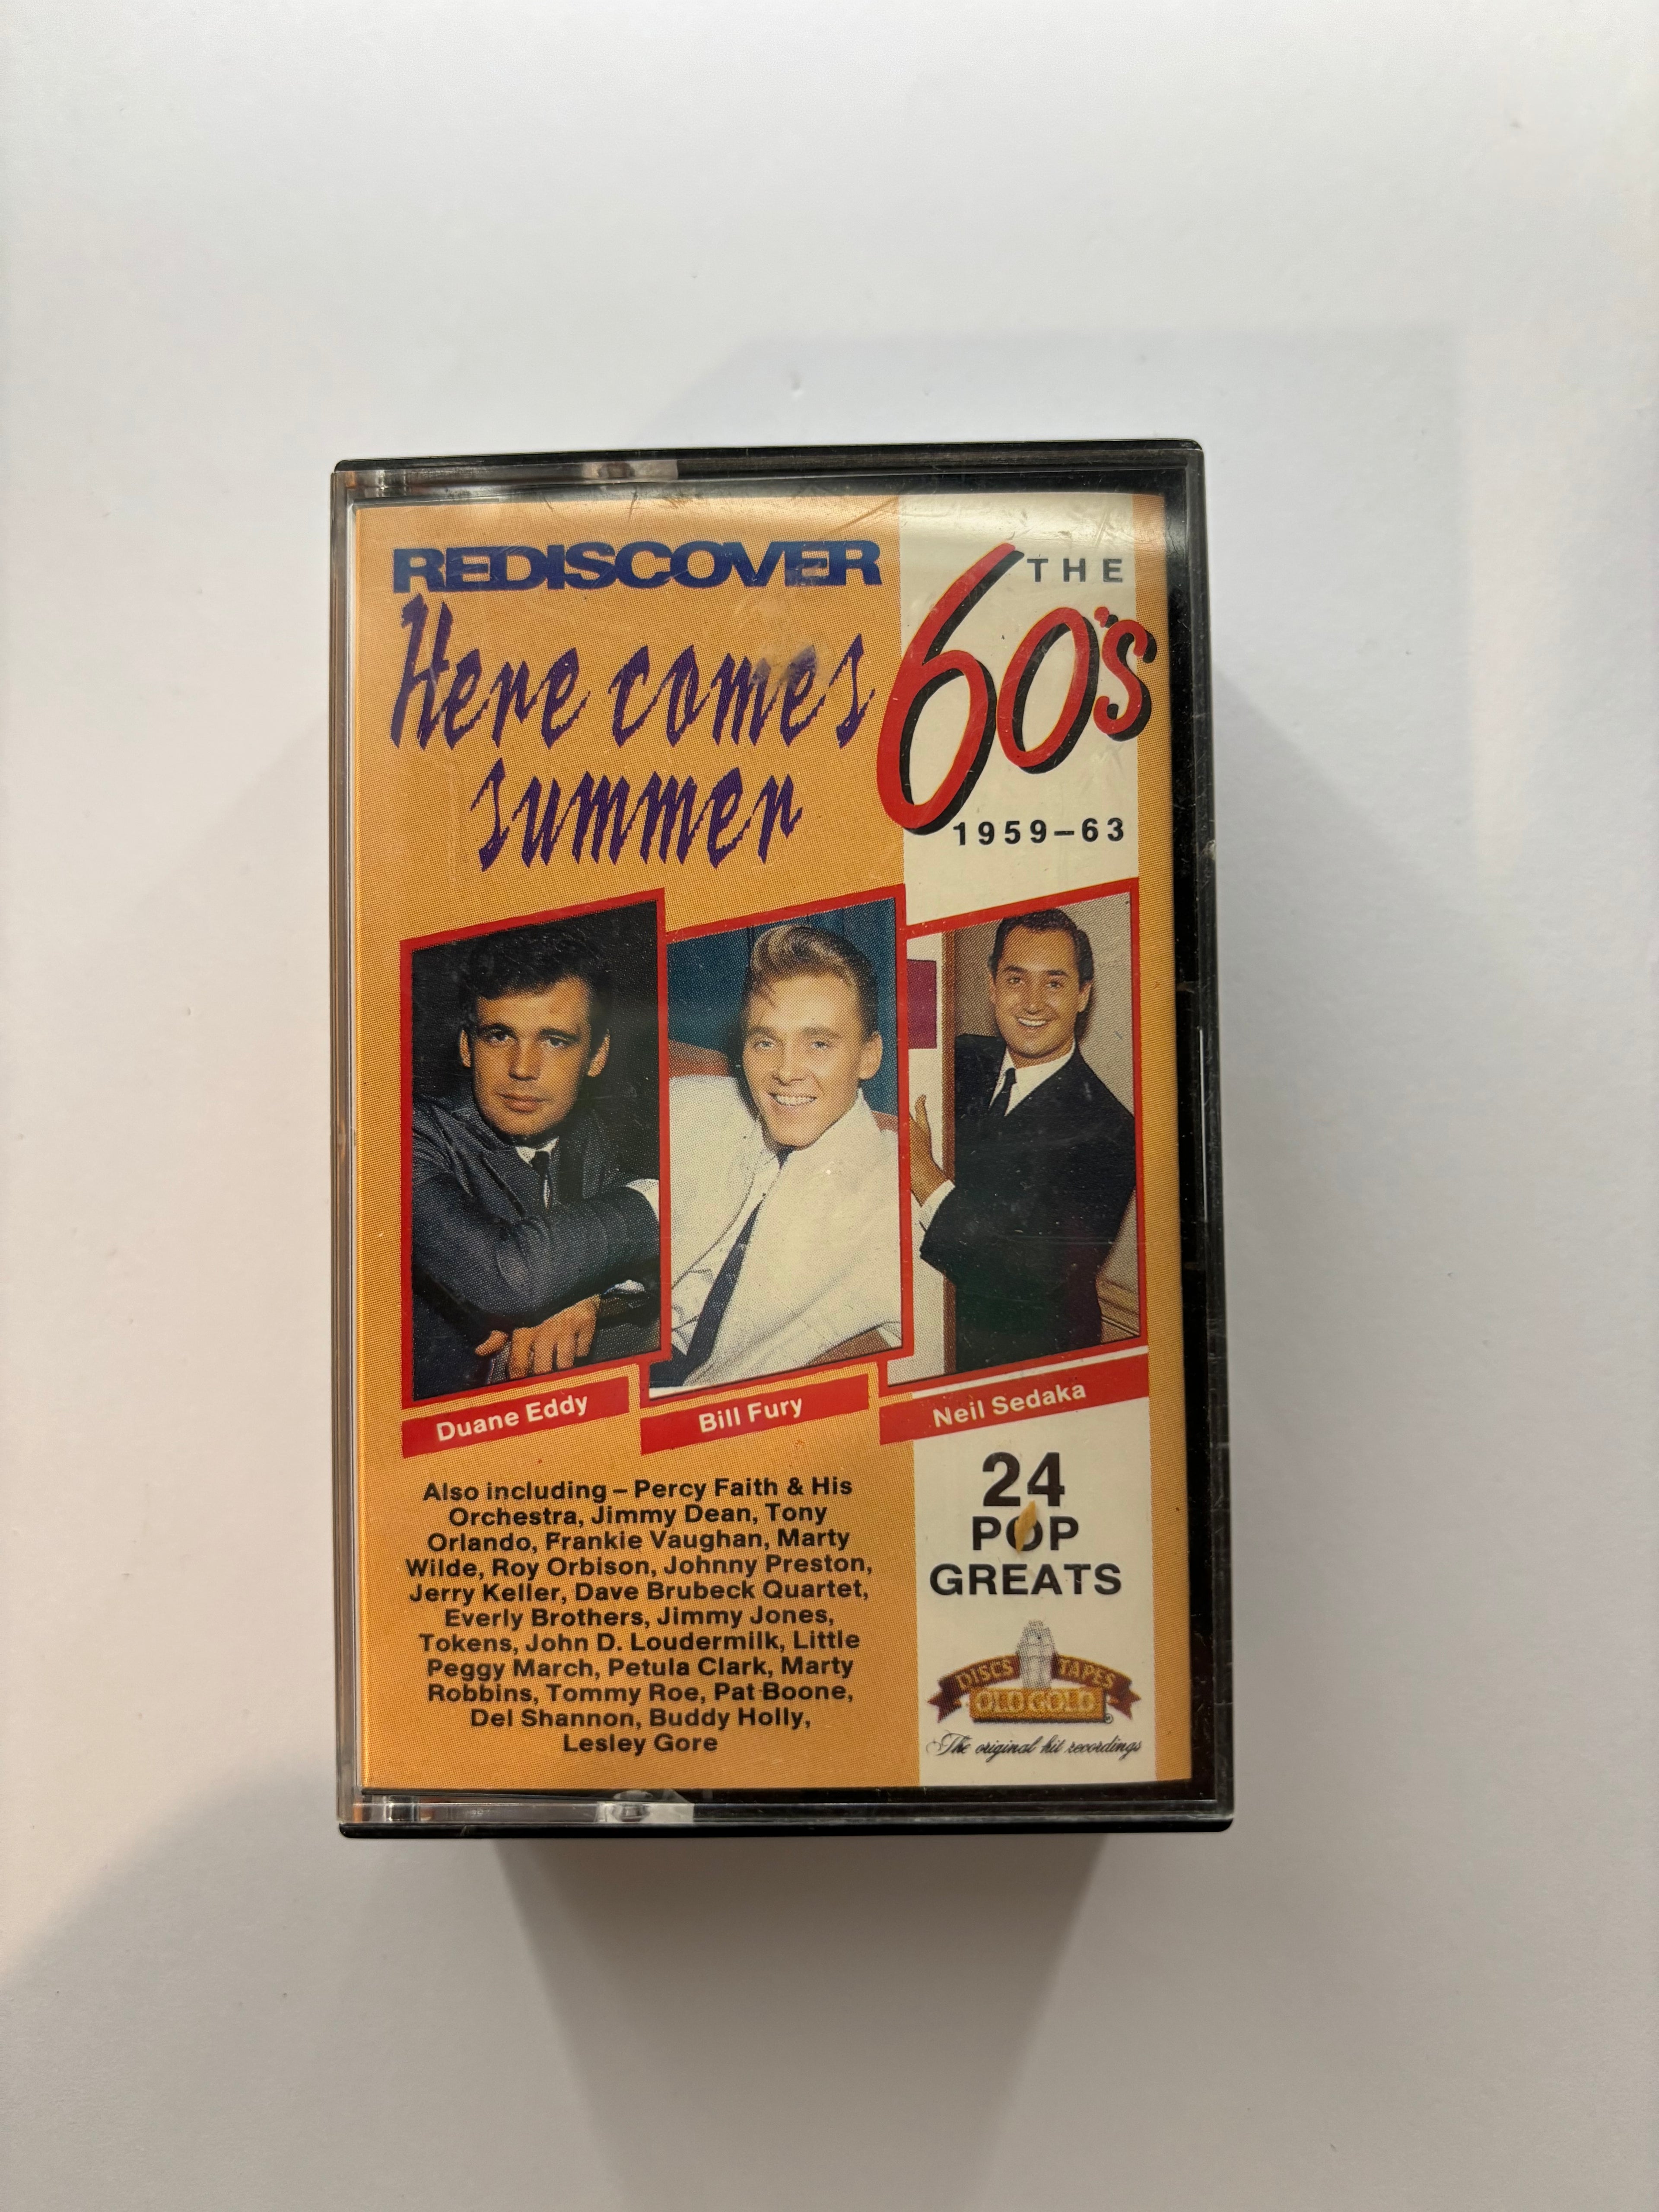 REDISCOVER
THE
60's
1959–63
Here comes
summer
Duane Eddy
Bill Fury
Neil Sedaka
Also including – Percy Faith & His
Orchestra, Jimmy Dean, Tony
Orlando, Frankie Vaughan, Marty
Wilde, Roy Orbison, Johnny Preston,
Jerry Keller, Dave Brubeck Quartet,
Everly Brothers, Jimmy Jones,
Tokens, John D. Loudermilk, Little
Peggy March, Petula Clark, Marty
Robbins, Tommy Roe, Pat Boone,
Del Shannon, Buddy Holly,
Lesley Gore
24
POP
GREATS
DISCS TAPES
OLD GOLD
The original hit recordings